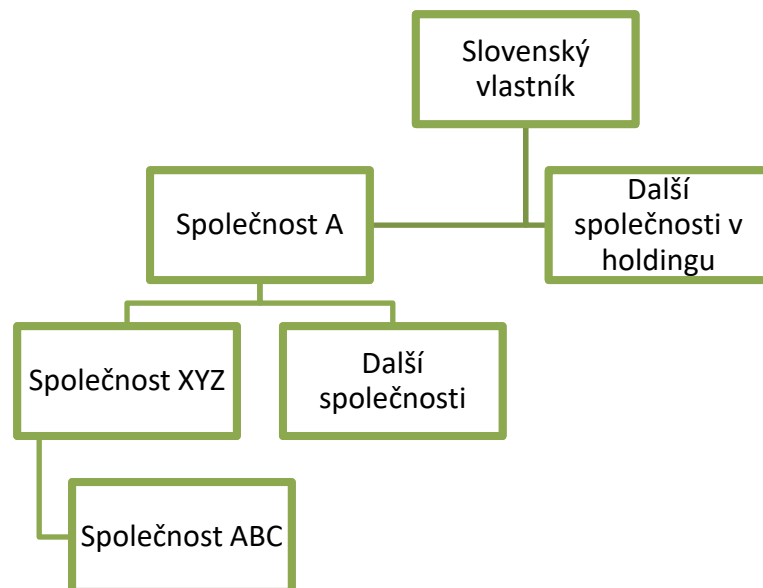 Slovenský
vlastník
Společnost A
Další
společnosti v
holdingu
Společnost XYZ
Další
společnosti
Společnost ABC